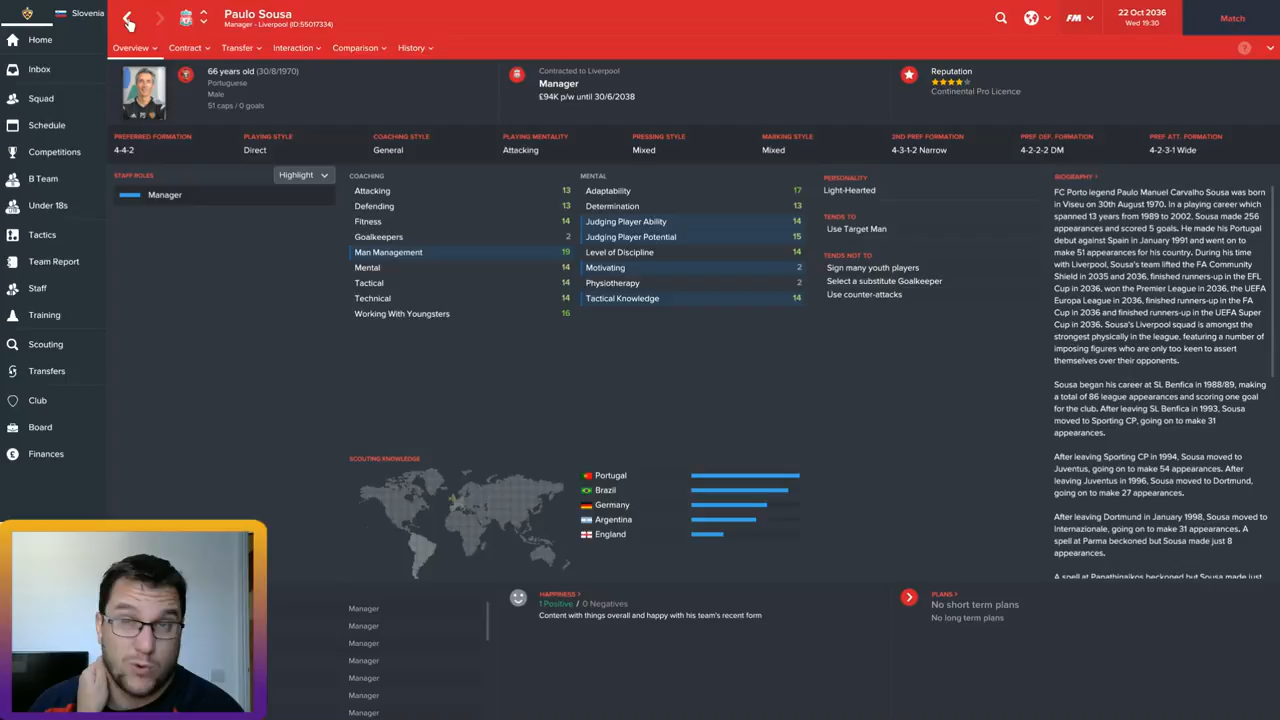 Slovenia
Paulo Sousa
Manager - Liverpool (ID:55017334)
22 Oct 2036
Wed 19:30
FM
Match
Home
Inbox
Squad
Schedule
Competitions
B Team
Under 18s
Tactics
Team Report
Staff
Training
Scouting
Transfers
Club
Board
Finances
Overview
Contract
Transfer
Interaction
Comparison
History
?
66 years old (30/8/1970)
Portuguese
Male
51 caps / 0 goals
Contracted to Liverpool
Manager
£94K p/w until 30/6/2038
Reputation
Continental Pro Licence
PREFERRED FORMATION
4-4-2
PLAYING STYLE
Direct
COACHING STYLE
General
PLAYING MENTALITY
Attacking
PRESSING STYLE
Mixed
MARKING STYLE
Mixed
2ND PREF FORMATION
4-3-1-2 Narrow
PREF DEF. FORMATION
4-2-2-2 DM
PREF ATT. FORMATION
4-2-3-1 Wide
STAFF ROLES
Highlight
Manager
COACHING
Attacking 13
Defending 13
Fitness 14
Goalkeepers 2
Man Management 19
Mental 14
Tactical 14
Technical 14
Working With Youngsters 16
MENTAL
Adaptability 17
Determination 13
Judging Player Ability 14
Judging Player Potential 15
Level of Discipline 14
Motivating 2
Physiotherapy 2
Tactical Knowledge 14
PERSONALITY
Light-Hearted
TENDS TO
Use Target Man
TENDS NOT TO
Sign many youth players
Select a substitute Goalkeeper
Use counter-attacks
BIOGRAPHY >
FC Porto legend Paulo Manuel Carvalho Sousa was born
in Viseu on 30th August 1970. In a playing career which
spanned 13 years from 1989 to 2002, Sousa made 256
appearances and scored 5 goals. He made his Portugal
debut against Spain in January 1991 and went on to
make 51 appearances for his country. During his time
with Liverpool, Sousa's team lifted the FA Community
Shield in 2035 and 2036, finished runners-up in the EFL
Cup in 2036, won the Premier League in 2036, the UEFA
Europa League in 2036, finished runners-up in the FA
Cup in 2036 and finished runners-up in the UEFA Super
Cup in 2036. Sousa's Liverpool squad is amongst the
strongest physically in the league, featuring a number of
imposing figures who are only too keen to assert
themselves over their opponents.
Sousa began his career at SL Benfica in 1988/89, making
a total of 86 league appearances and scoring one goal
for the club. After leaving SL Benfica in 1993, Sousa
moved to Sporting CP, going on to make 31
appearances.
After leaving Sporting CP in 1994, Sousa moved to
Juventus, going on to make 54 appearances. After
leaving Juventus in 1996, Sousa moved to Dortmund,
going on to make 27 appearances.
After leaving Dortmund in January 1998, Sousa moved to
Internazionale, going on to make 31 appearances. A
spell at Parma beckoned but Sousa made just 8
appearances.
A spell at Panathinaikos beckoned but Sousa made just
SCOUTING KNOWLEDGE
Portugal
Brazil
Germany
Argentina
England
Manager
Manager
Manager
Manager
Manager
Manager
Manager
HAPPINESS >
1 Positive / 0 Negatives
Content with things overall and happy with his team's recent form
PLANS >
No short term plans
No long term plans